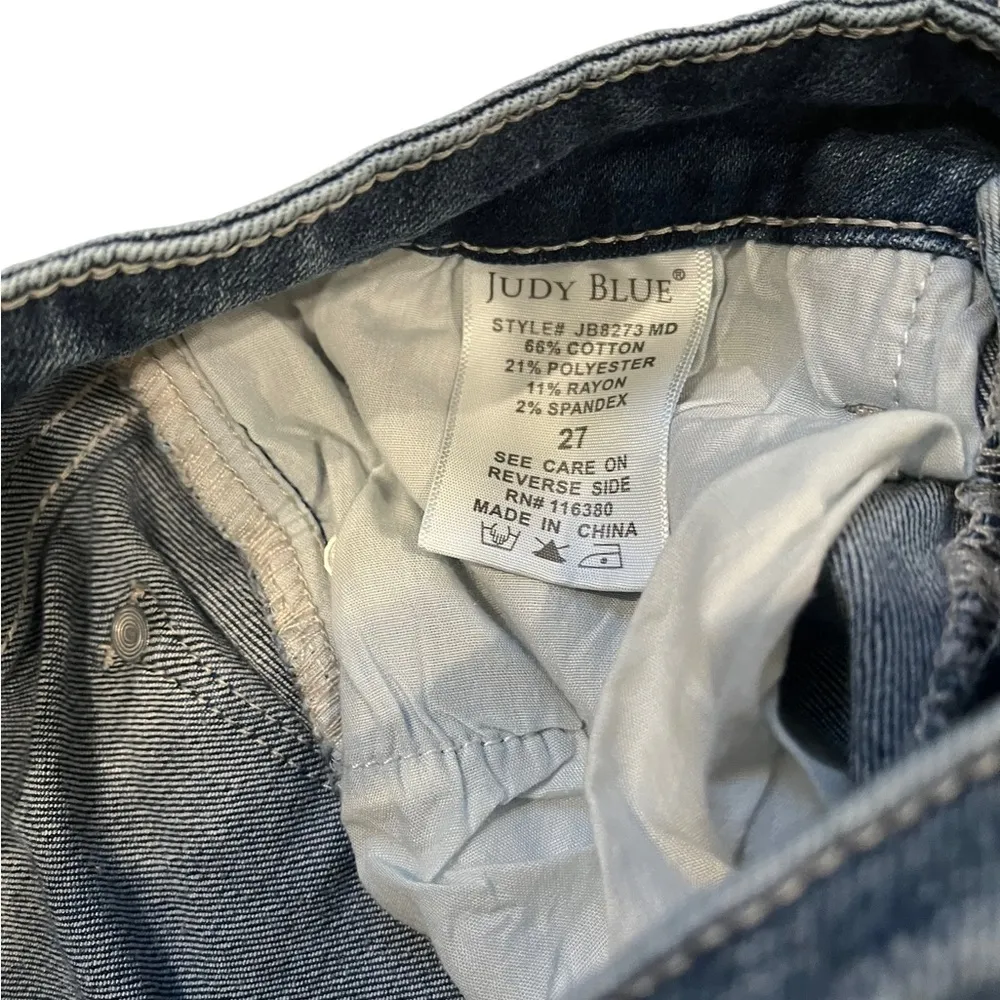 JUDY BLUE®
STYLE# JB8273 MD
66% COTTON
21% POLYESTER
11% RAYON
2% SPANDEX
27
SEE CARE ON
REVERSE SIDE
RN# 116380
MADE IN CHINA